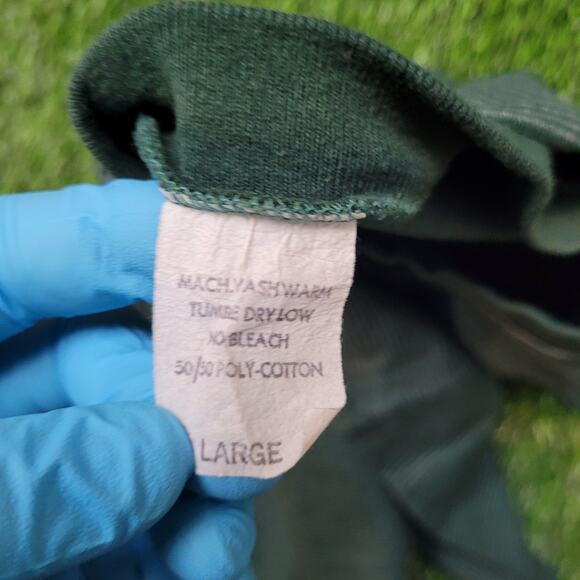 MACH.WASH WARM
TUMBLE DRY LOW
NO BLEACH
50/50 POLY-COTTON
LARGE